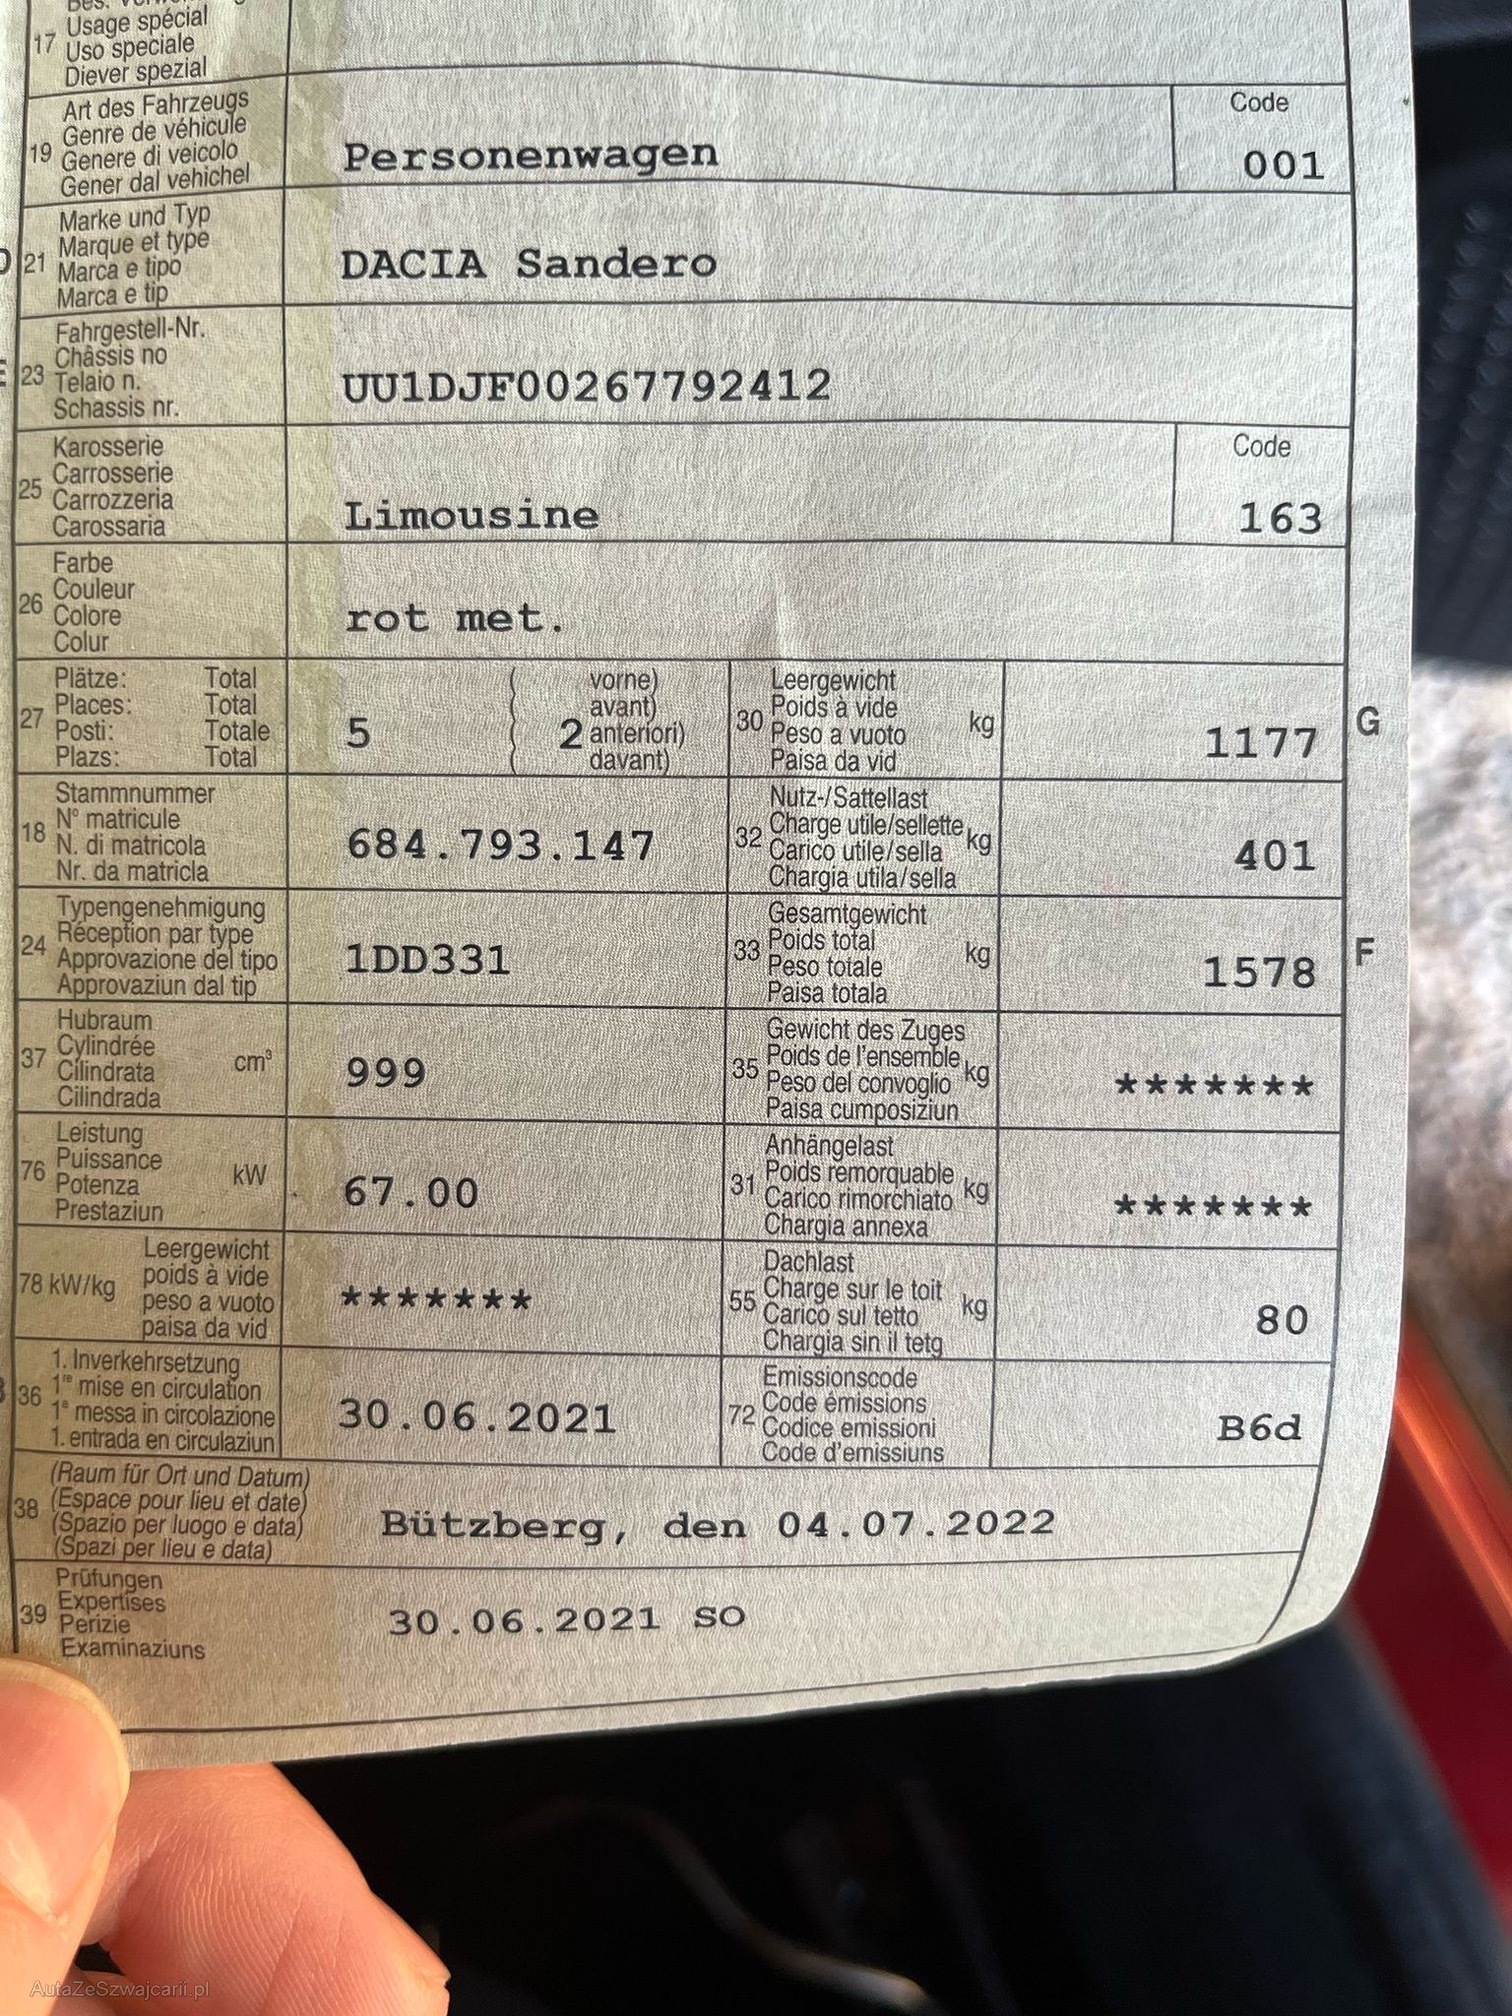 17 Usage spécial
Uso speciale
Diever spezial
19 Art des Fahrzeugs
Genre de véhicule
Genere di veicolo
Gener dal vehichel
Personenwagen
Code
001
21 Marke und Typ
Marque et type
Marca e tipo
Marca e tip
DACIA Sandero
23 Fahrgestell-Nr.
Châssis no
Telaio n.
Schassis nr.
UU1DJF00267792412
25 Karosserie
Carrosserie
Carrozzeria
Carossaria
Limousine
Code
163
26 Farbe
Couleur
Colore
Colur
rot met.
27 Plätze: Total
Places: Total
Posti: Totale
Plazs: Total
5
( vorne)
avant)
2 anteriori)
( davant)
30 Leergewicht
Poids à vide
Peso a vuoto
Paisa da vid
kg
1177
G
18 Stammnummer
N° matricule
N. di matricola
Nr. da matricla
684.793.147
32 Nutz-/Sattellast
Charge utile/sellette
Carico utile/sella
Chargia utila/sella
kg
401
24 Typengenehmigung
Réception par type
Approvazione del tipo
Approvaziun dal tip
1DD331
33 Gesamtgewicht
Poids total
Peso totale
Paisa totala
kg
1578
F
37 Hubraum
Cylindrée
Cilindrata
Cilindrada
cm³
999
35 Gewicht des Zuges
Poids de l'ensemble
Peso del convoglio
Paisa cumposiziun
kg
*******
76 Leistung
Puissance
Potenza
Prestaziun
kW
67.00
31 Anhängelast
Poids remorquable
Carico rimorchiato
Chargia annexa
kg
*******
78 kW/kg
Leergewicht
poids à vide
peso a vuoto
paisa da vid
*******
55 Dachlast
Charge sur le toit
Carico sul tetto
Chargia sin il tetg
kg
80
36 1. Inverkehrsetzung
1re mise en circulation
1a messa in circolazione
1. entrada en circulaziun
30.06.2021
72 Emissionscode
Code émissions
Codice emissioni
Code d'emissiuns
B6d
38 (Raum für Ort und Datum)
(Espace pour lieu et date)
(Spazio per luogo e data)
(Spazi per lieu e data)
Bützberg, den 04.07.2022
39 Prüfungen
Expertises
Perizie
Examinaziuns
30.06.2021 SO
AutaZeSzwajcarii.pl